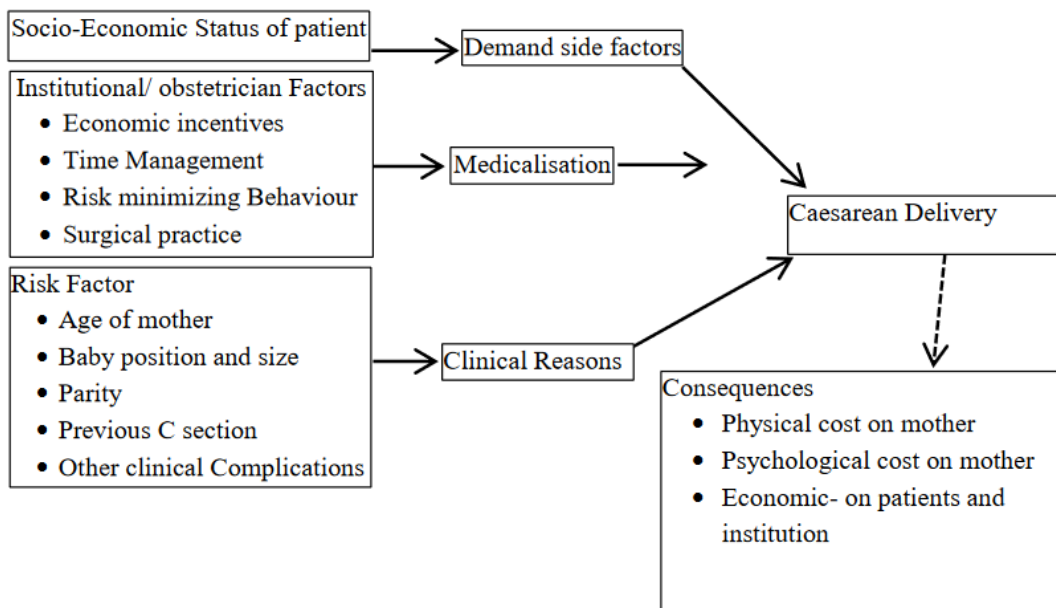 Socio-Economic Status of patient
Demand side factors
Institutional/ obstetrician Factors
• Economic incentives
• Time Management
• Risk minimizing Behaviour
• Surgical practice
Medicalisation
Caesarean Delivery
Risk Factor
• Age of mother
• Baby position and size
• Parity
• Previous C section
• Other clinical Complications
Clinical Reasons
Consequences
• Physical cost on mother
• Psychological cost on mother
• Economic- on patients and
institution